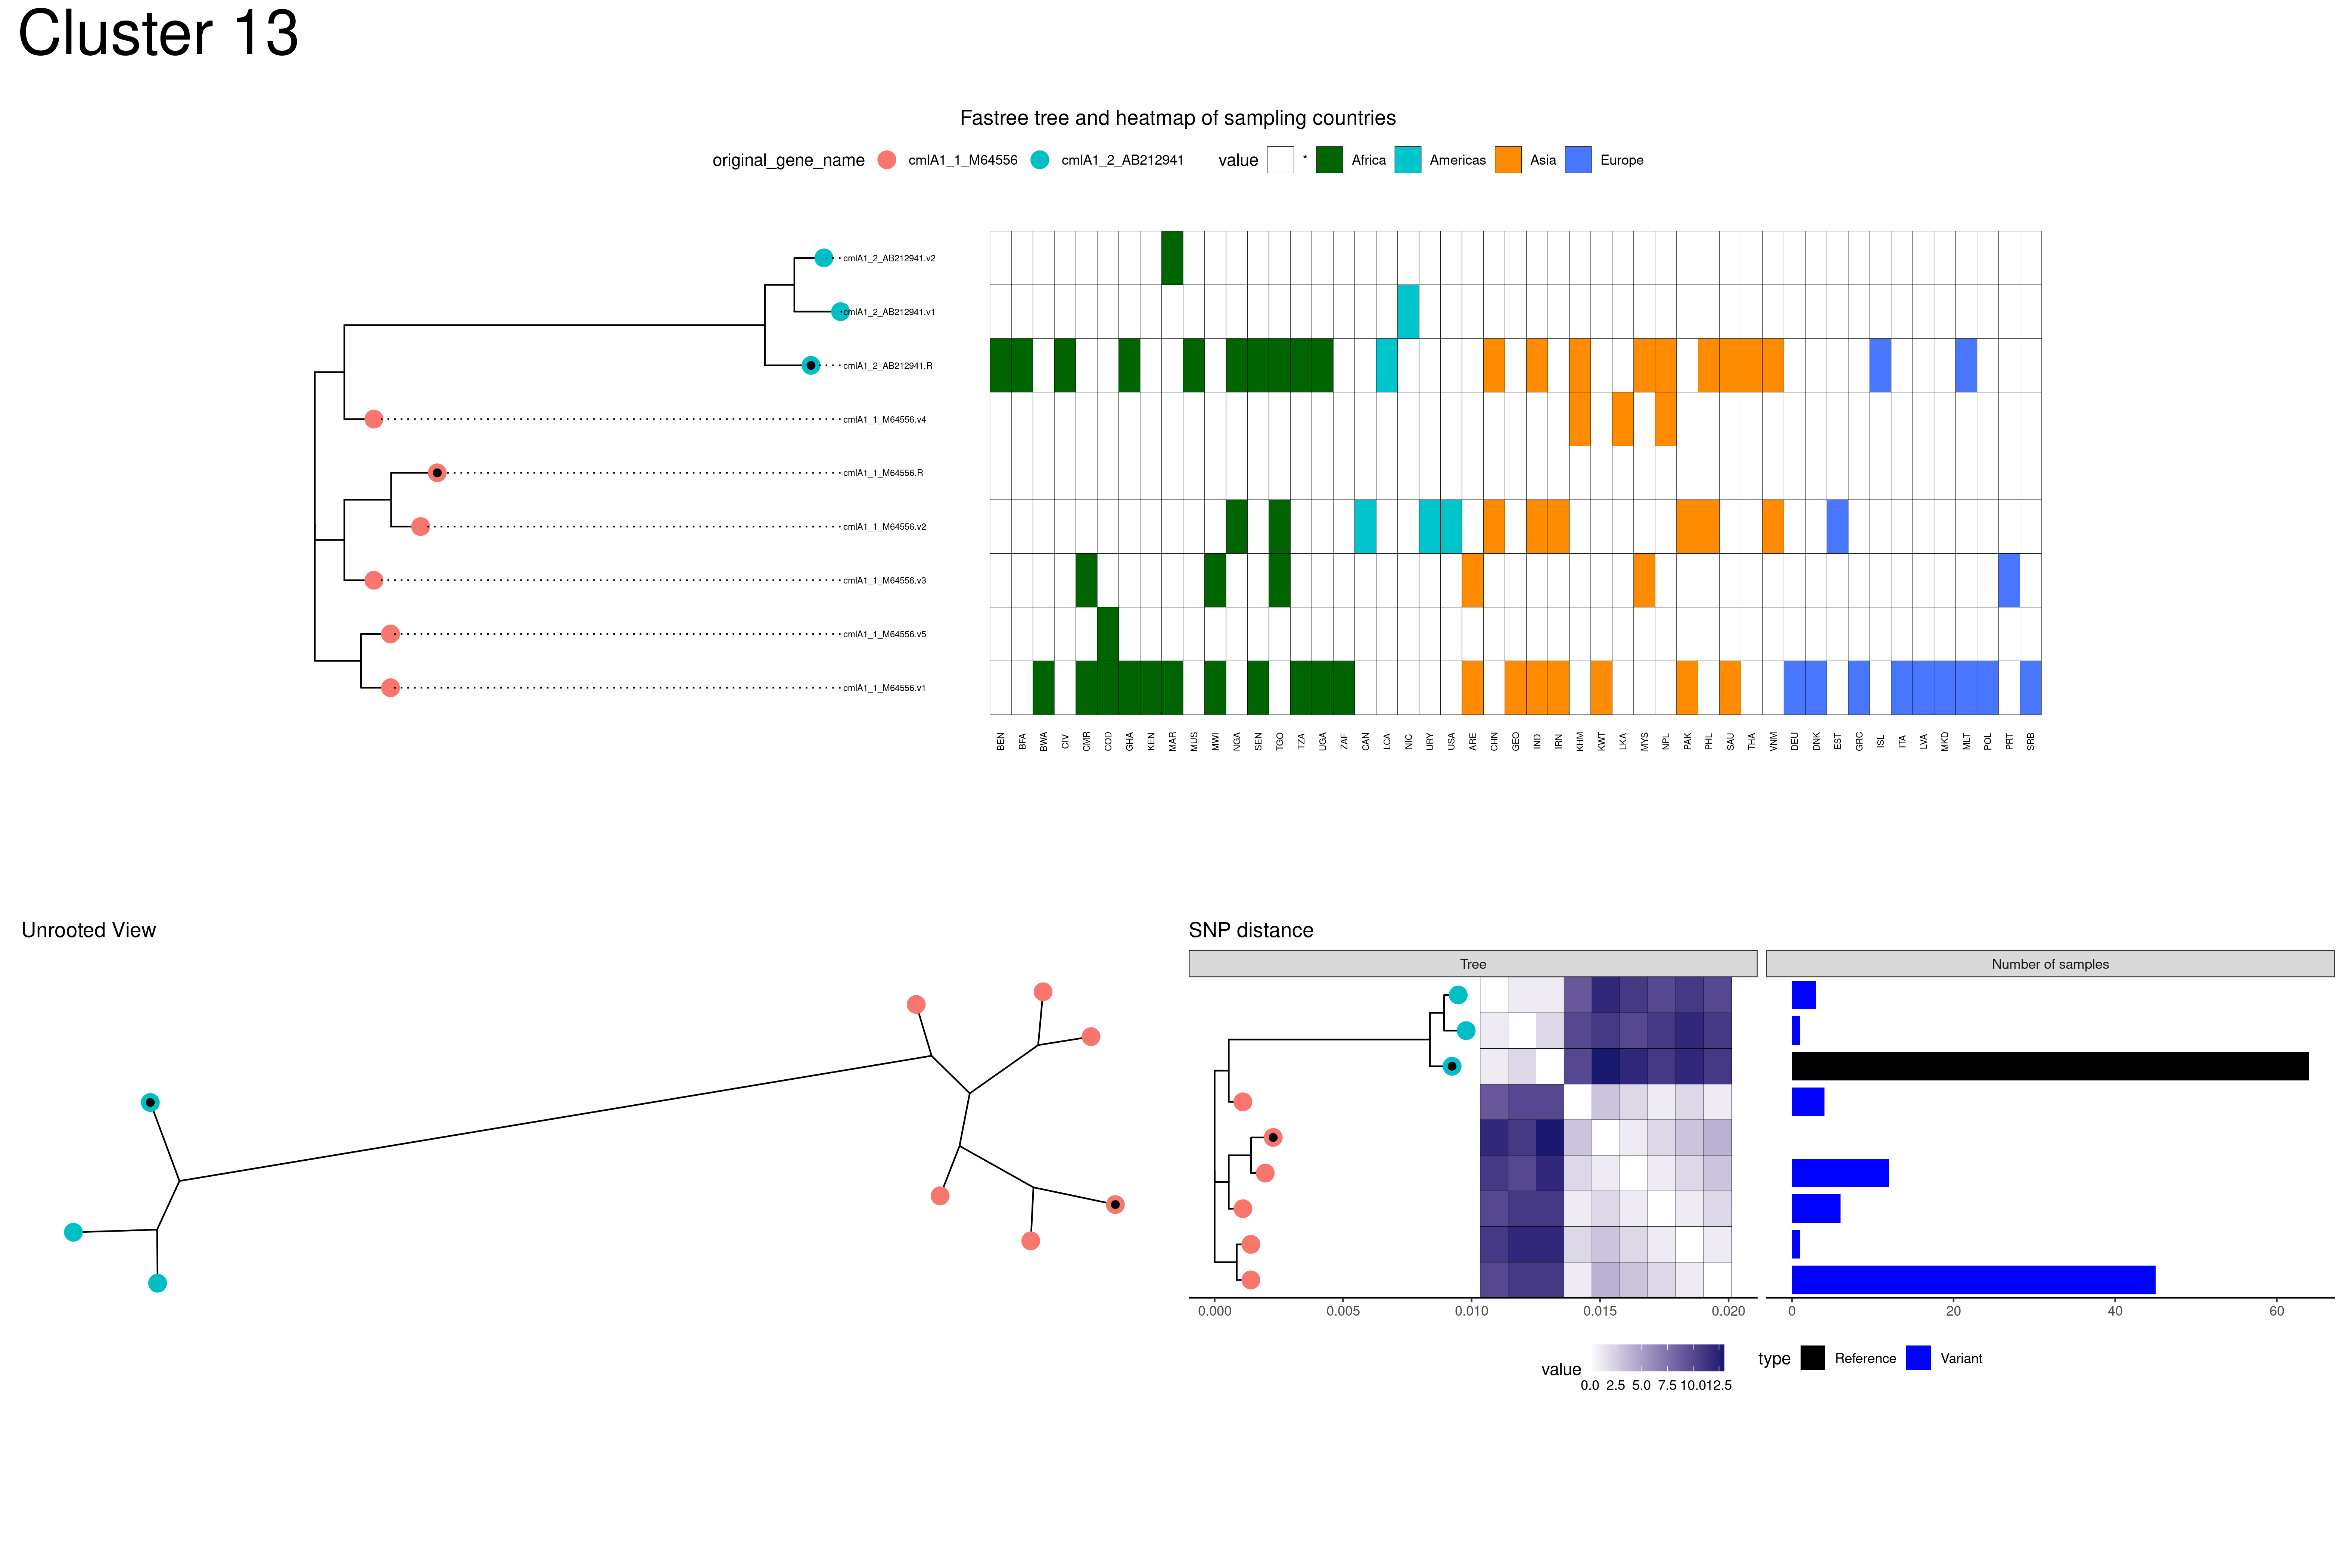 Cluster 13
Fastree tree and heatmap of sampling countries
original_gene_name cmlA1_1_M64556 cmlA1_2_AB212941 value * Africa Americas Asia Europe
cmlA1_2_AB212941.v2
cmlA1_2_AB212941.v1
cmlA1_2_AB212941.R
cmlA1_1_M64556.v4
cmlA1_1_M64556.R
cmlA1_1_M64556.v2
cmlA1_1_M64556.v3
cmlA1_1_M64556.v5
cmlA1_1_M64556.v1
BEN BFA BWA CIV CMR COD GHA KEN MAR MUS MWI NGA SEN TGO TZA UGA ZAF CAN LCA NIC URY USA ARE CHN GEO IND IRN KHM KWT LKA MYS NPL PAK PHL SAU THA VNM DEU DNK EST GRC ISL ITA LVA MKD MLT POL PRT SRB
Unrooted View
SNP distance
Tree Number of samples
0.000 0.005 0.010 0.015 0.020 0 20 40 60
value 0.0 2.5 5.0 7.5 10.0 12.5
type Reference Variant